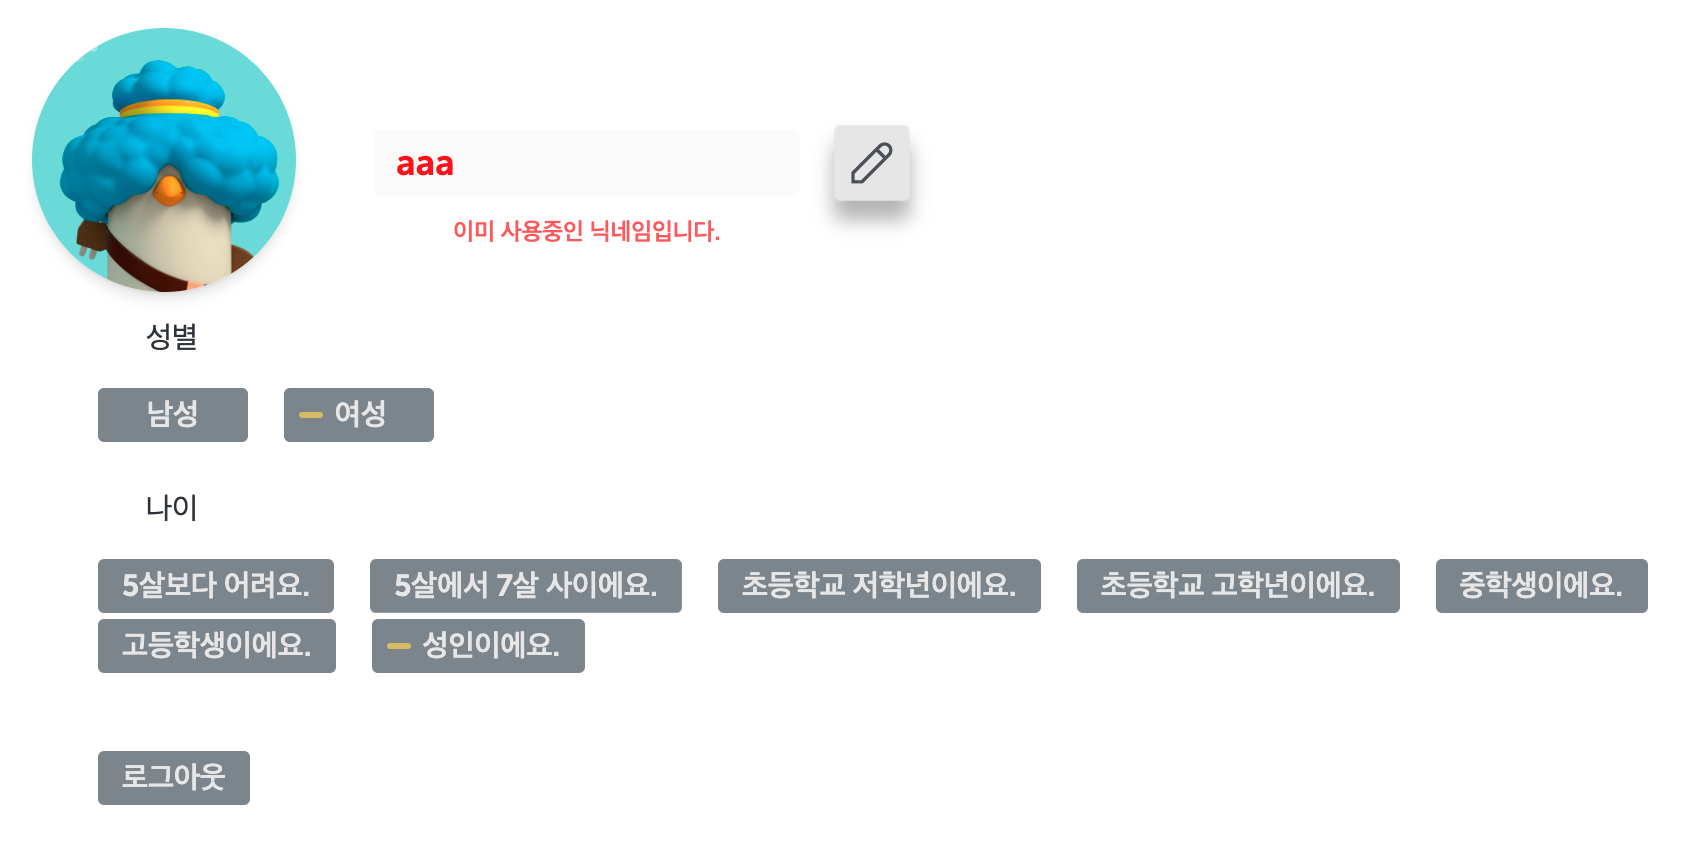 aaa
이미 사용중인 닉네임입니다.
성별
남성 여성
나이
5살보다 어려요. 5살에서 7살 사이에요. 초등학교 저학년이에요. 초등학교 고학년이에요. 중학생이에요.
고등학생이에요. 성인이에요.
로그아웃